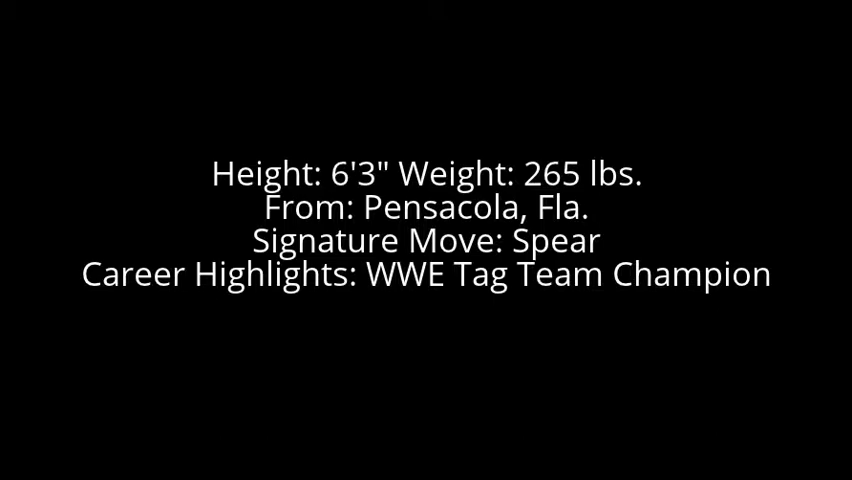 Height: 6'3" Weight: 265 lbs.
From: Pensacola, Fla.
Signature Move: Spear
Career Highlights: WWE Tag Team Champion